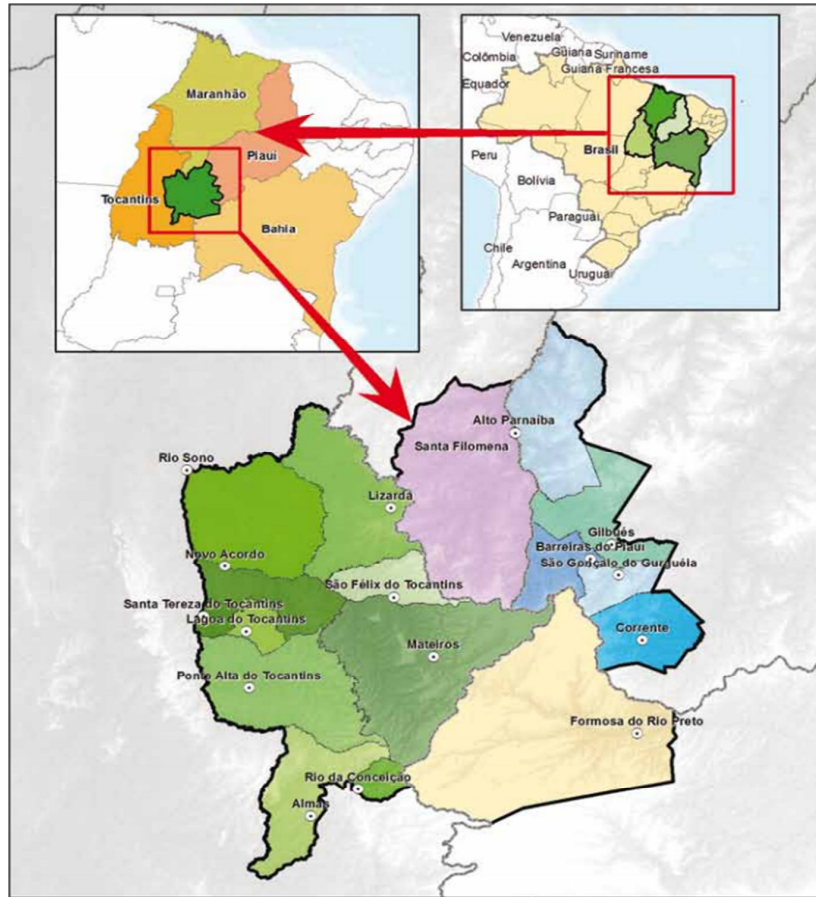 Maranhão
Piauí
Tocantins
Bahia
Venezuela
Guiana
Suriname
Colômbia
Guiana Francesa
Equador
Brasil
Peru
Bolívia
Paraguai
Chile
Argentina
Uruguai
Alto Parnaíba
Santa Filomena
Rio Sono
Lizarda
Gilbués
Barreiras do Piauí
Novo Acordo
São Gonçalo do Gurguéia
São Félix do Tocantins
Santa Tereza do Tocantins
Lagoa do Tocantins
Corrente
Mateiros
Ponte Alta do Tocantins
Formosa do Rio Preto
Rio da Conceição
Almas